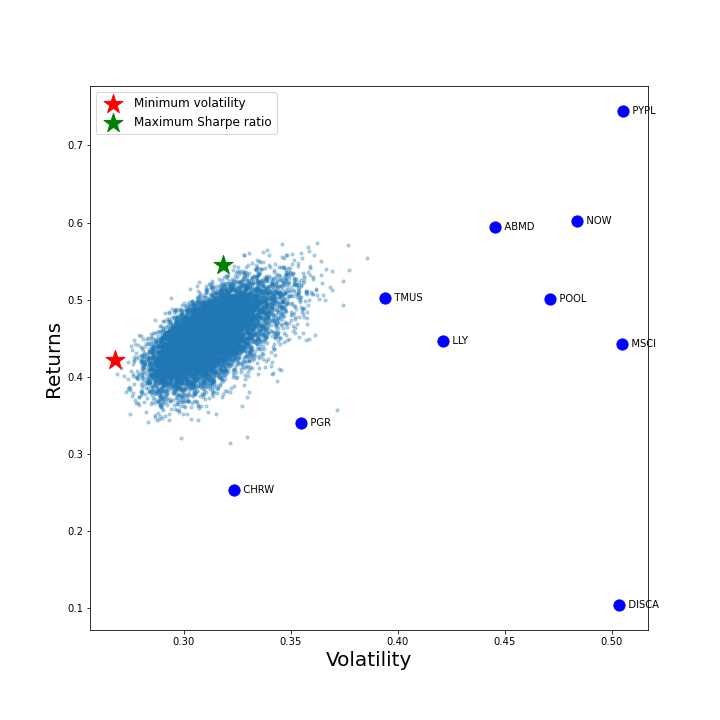 Minimum volatility
Maximum Sharpe ratio
PYPL
0.7
NOW
ABMD
0.6
TMUS
POOL
0.5
LLY
MSCI
0.4
PGR
0.3
CHRW
0.2
DISCA
0.1
0.30 0.35 0.40 0.45 0.50
Volatility
Returns